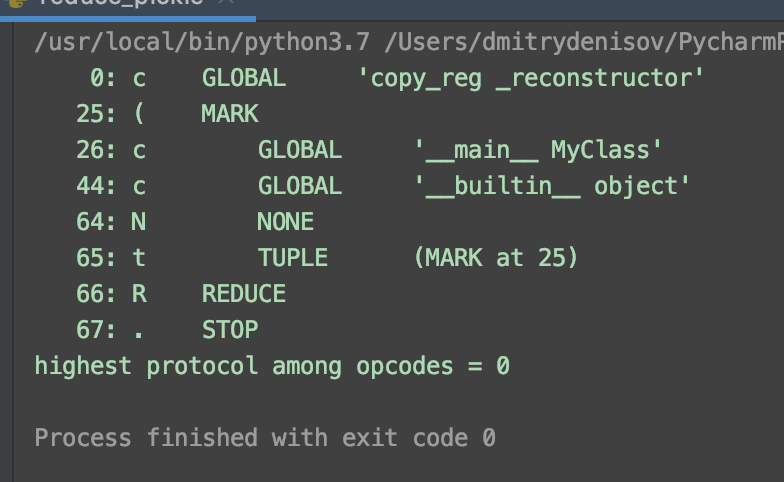 reduce_pickle
/usr/local/bin/python3.7 /Users/dmitrydenisov/Pycharm
0: c GLOBAL 'copy_reg _reconstructor'
25: ( MARK
26: c GLOBAL '__main__ MyClass'
44: c GLOBAL '__builtin__ object'
64: N NONE
65: t TUPLE (MARK at 25)
66: R REDUCE
67: . STOP
highest protocol among opcodes = 0
Process finished with exit code 0